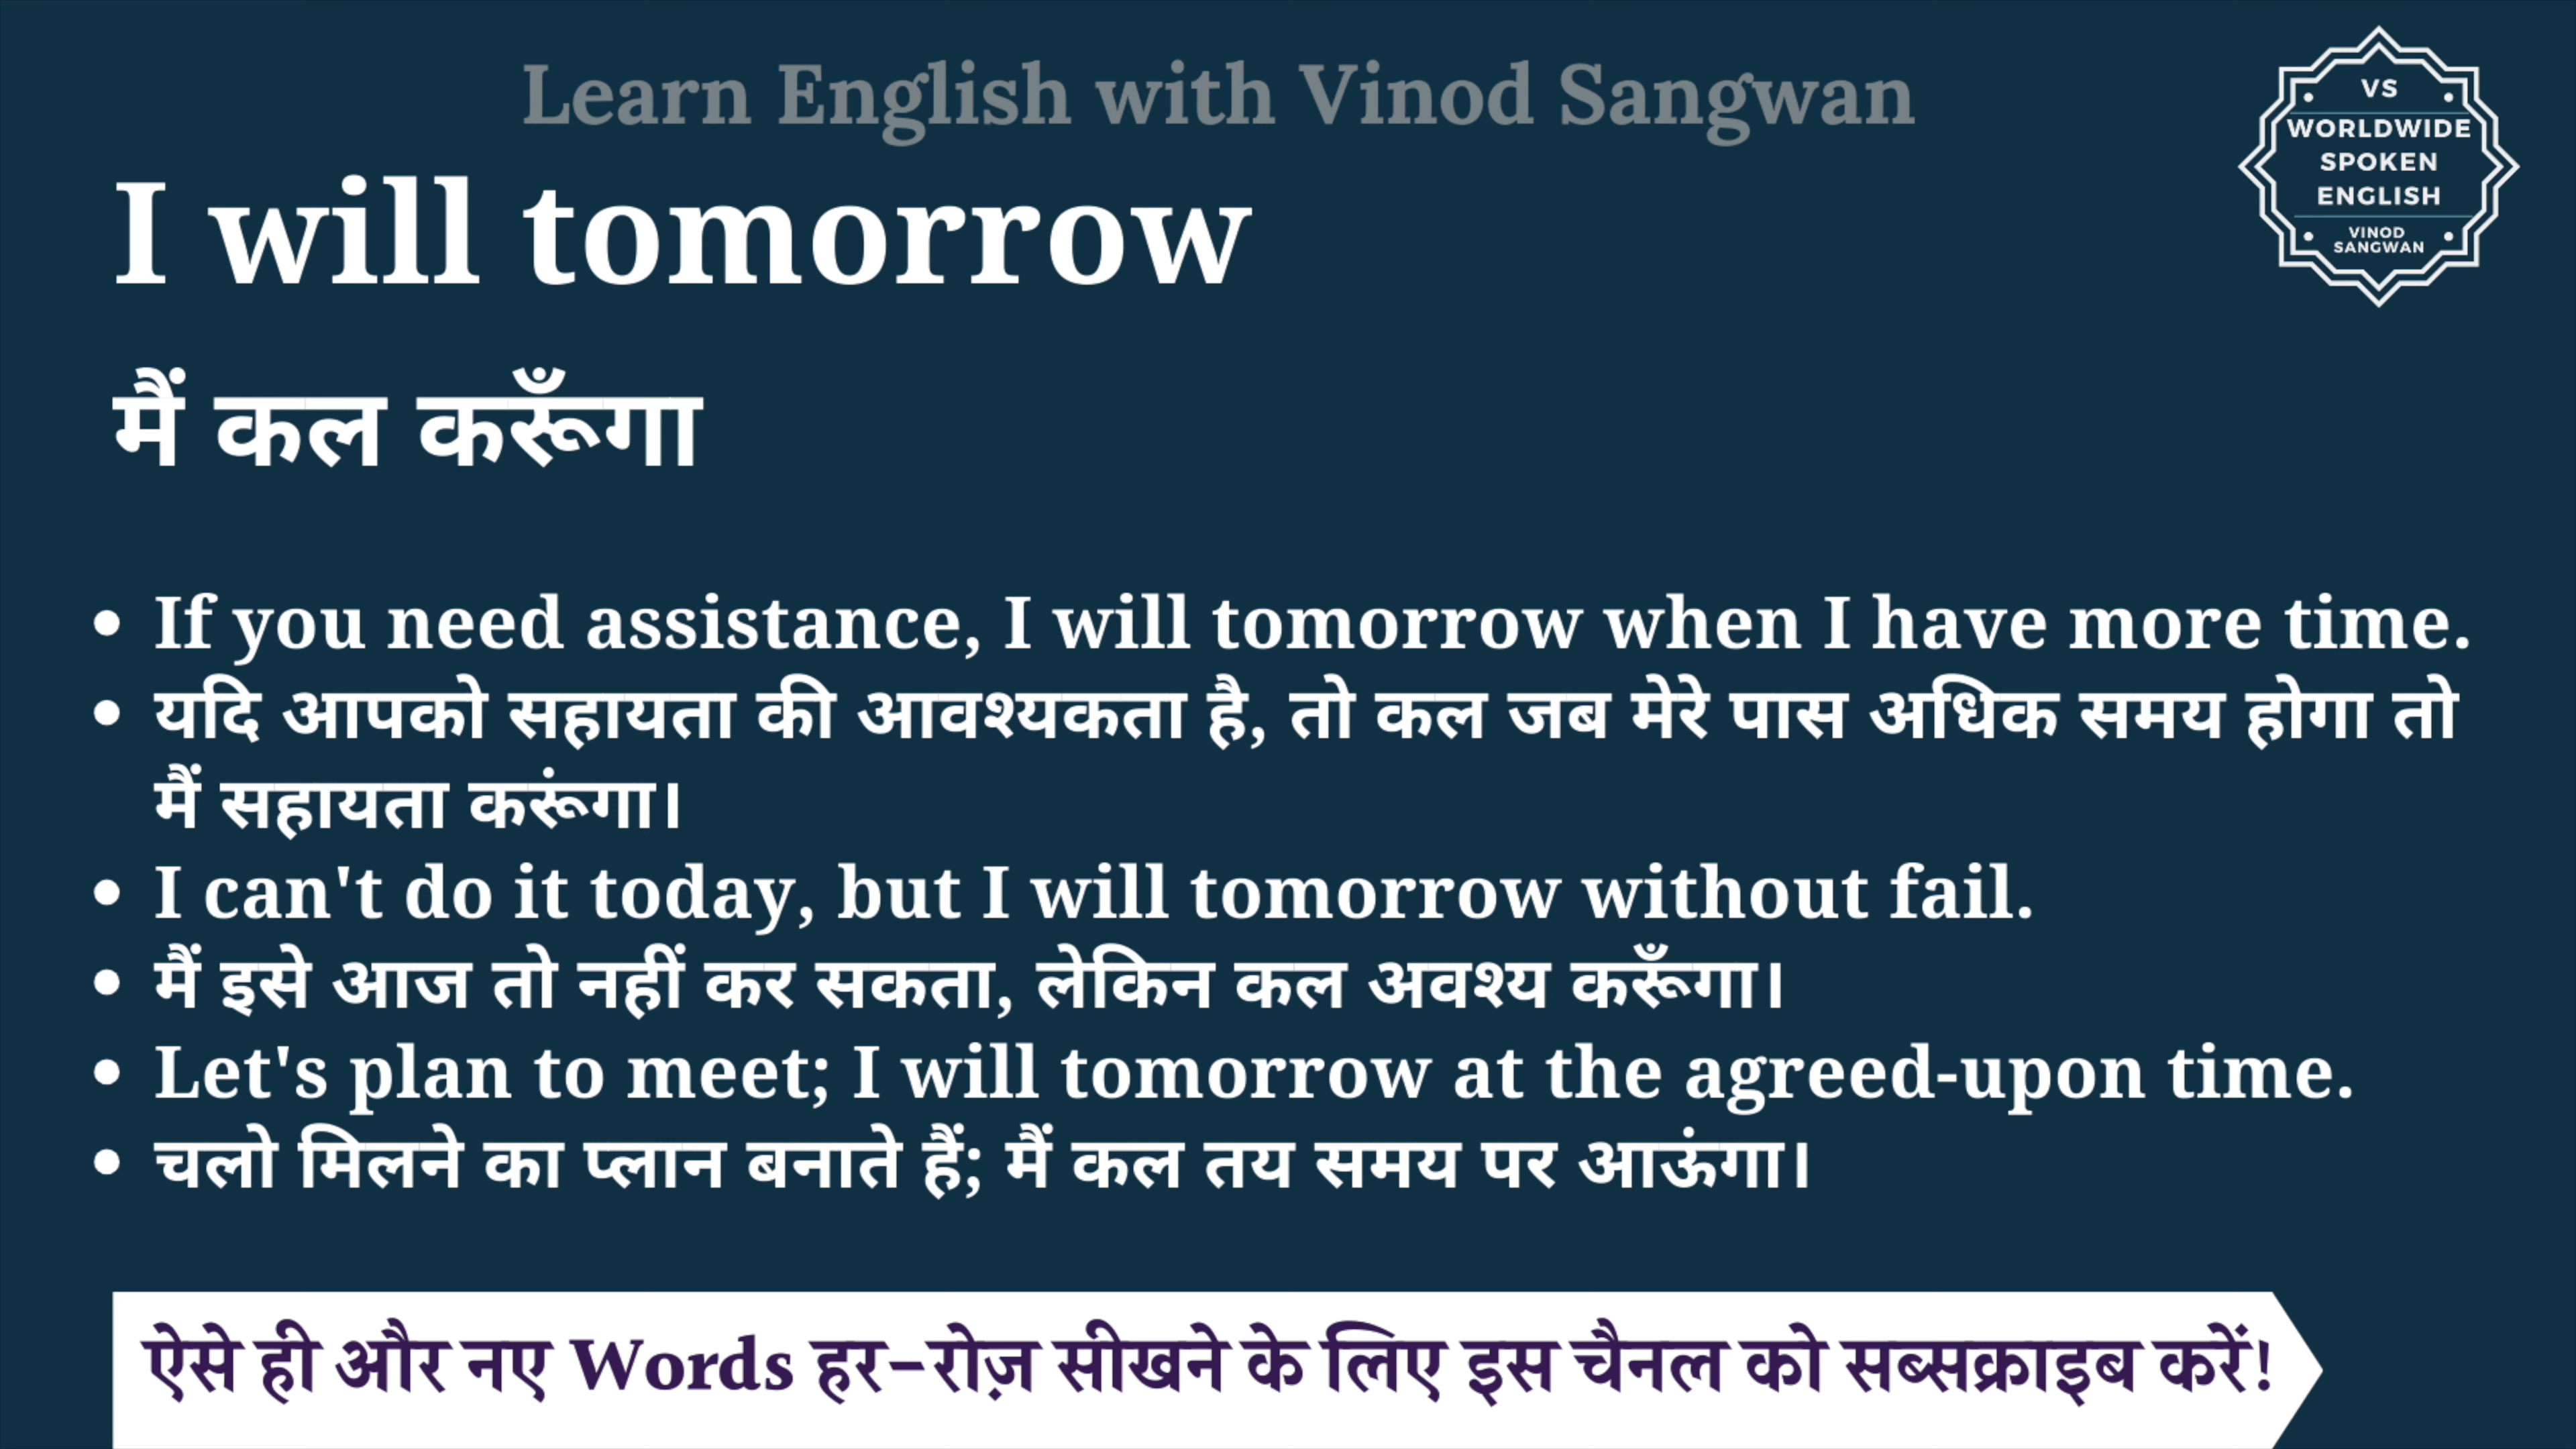 Learn English with Vinod Sangwan
VS
WORLDWIDE
SPOKEN
ENGLISH
VINOD
SANGWAN
I will tomorrow
मैं कल करूँगा
• If you need assistance, I will tomorrow when I have more time.
• यदि आपको सहायता की आवश्यकता है, तो कल जब मेरे पास अधिक समय होगा तो
मैं सहायता करूंगा।
• I can't do it today, but I will tomorrow without fail.
• मैं इसे आज तो नहीं कर सकता, लेकिन कल अवश्य करूँगा।
• Let's plan to meet; I will tomorrow at the agreed-upon time.
• चलो मिलने का प्लान बनाते हैं; मैं कल तय समय पर आऊंगा।
ऐसे ही और नए Words हर-रोज़ सीखने के लिए इस चैनल को सब्सक्राइब करें!